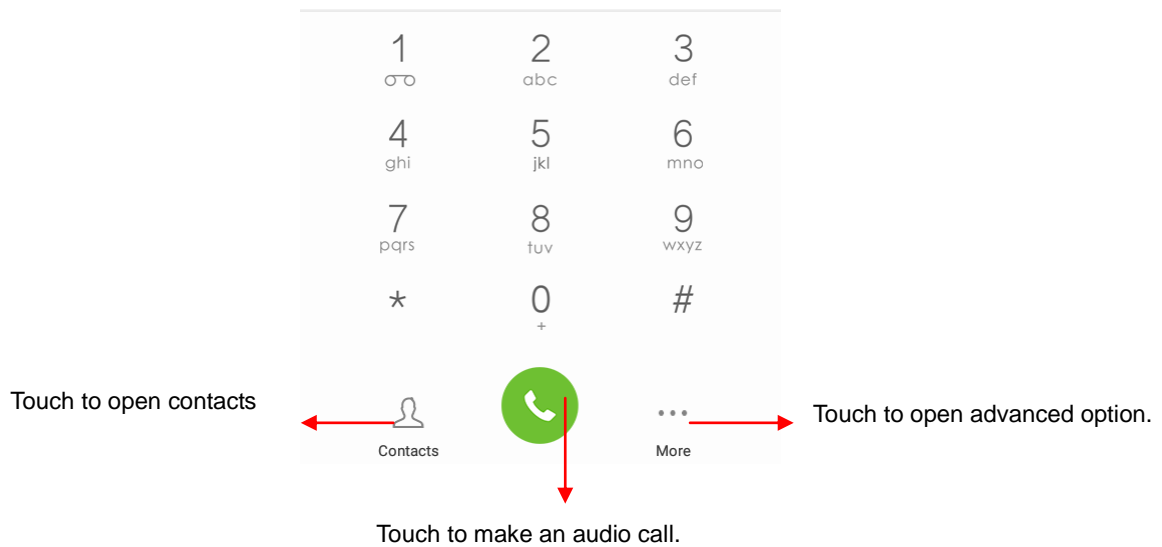 1 2 3
abc def
4 5 6
ghi jkl mno
7 8 9
pqrs tuv wxyz
* 0 #
+
Touch to open contacts
Touch to open advanced option.
Contacts More
Touch to make an audio call.